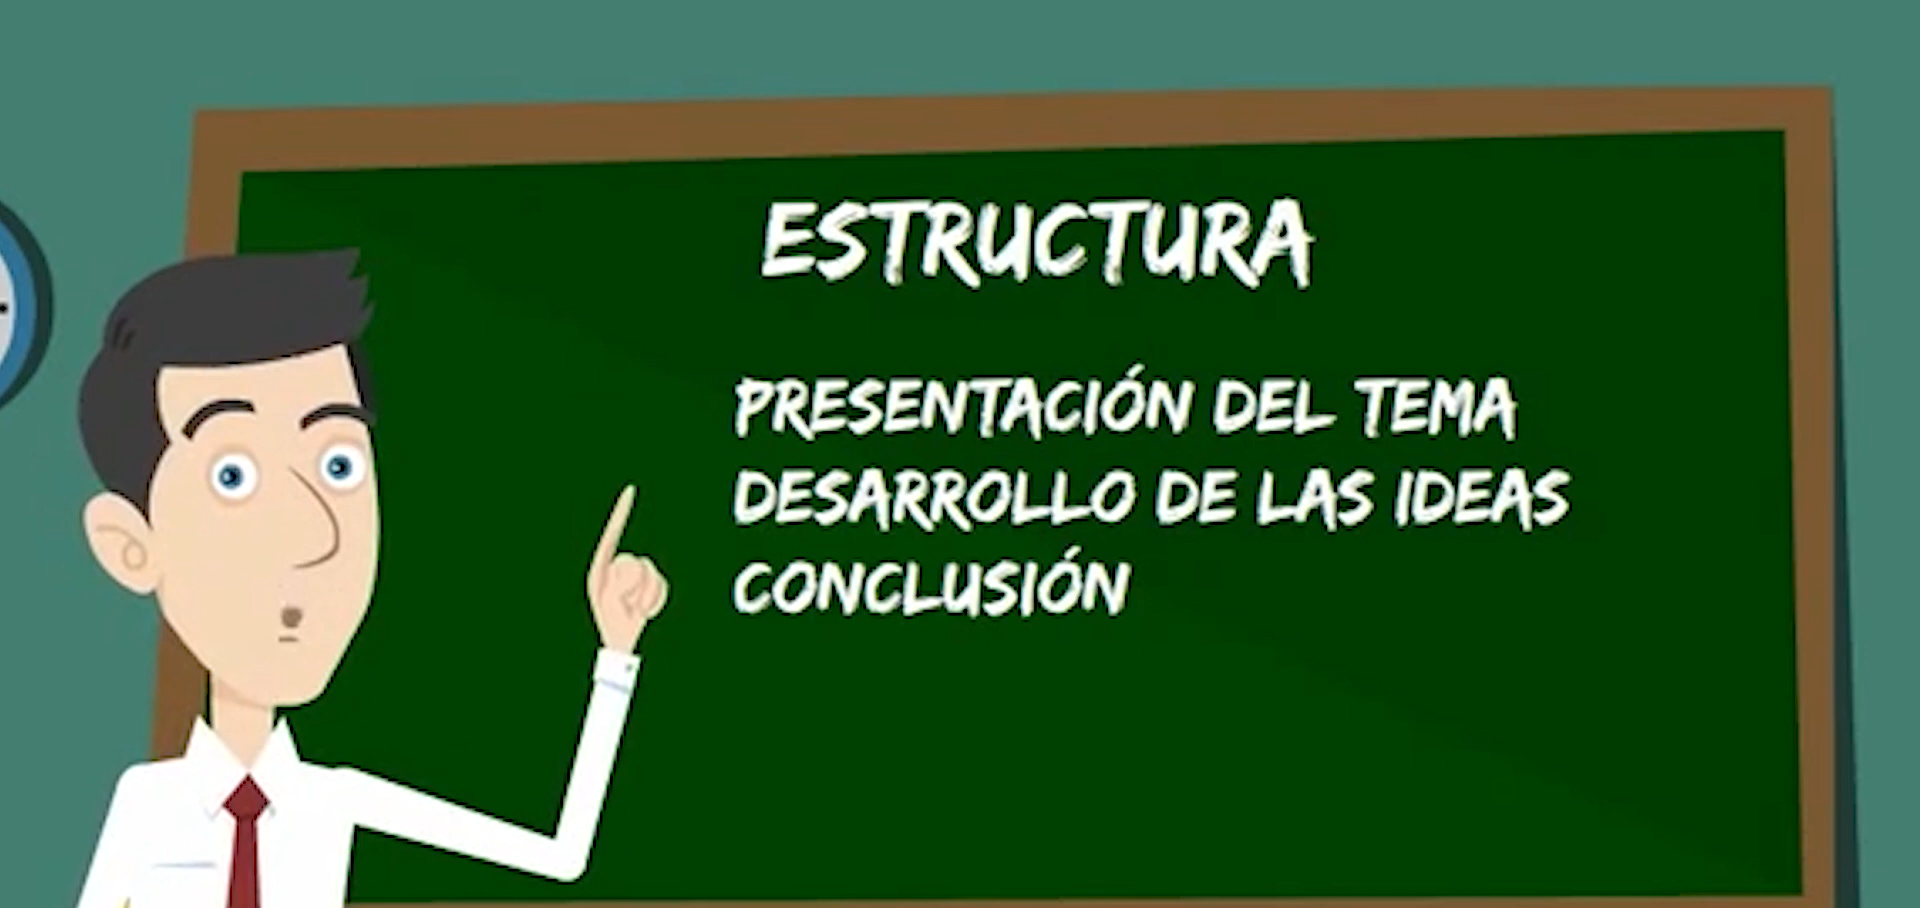 ESTRUCTURA
PRESENTACIÓN DEL TEMA
DESARROLLO DE LAS IDEAS
CONCLUSIÓN